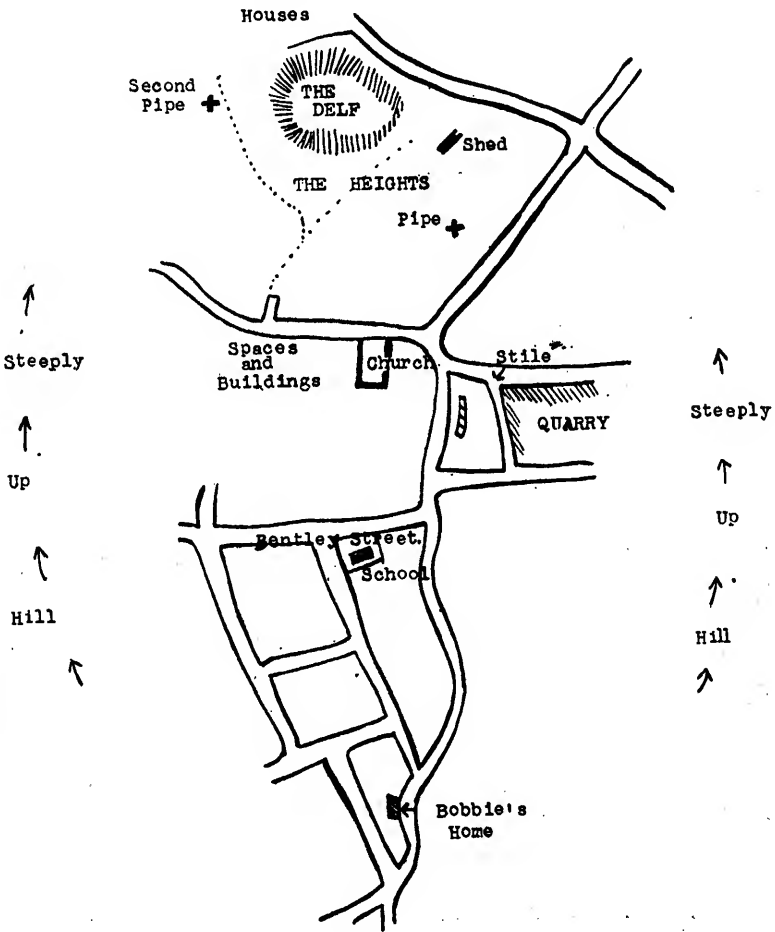 Houses
Second
Pipe
THE
DELF
Shed
THE HEIGHTS
Pipe
Steeply
Up
Hill
Spaces
and
Buildings
Church
Stile
QUARRY
Steeply
Up
Hill
Bentley Street.
School
Bobbie's
Home